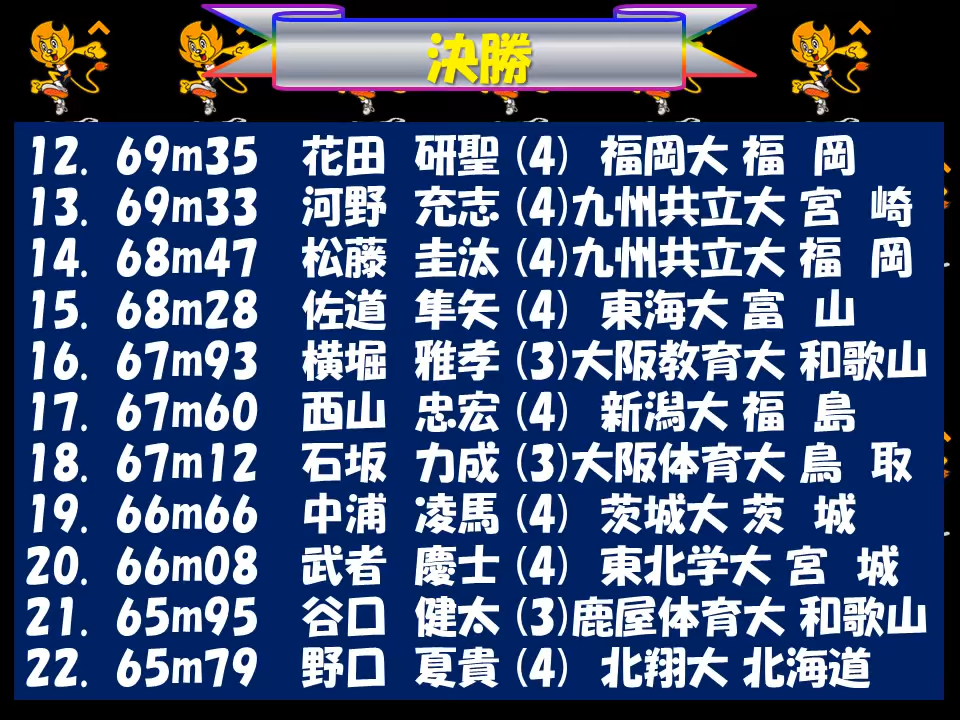 決勝
12. 69m35 花田 研聖 (4) 福岡大 福 岡
13. 69m33 河野 充志 (4)九州共立大 宮 崎
14. 68m47 松藤 圭汰 (4)九州共立大 福 岡
15. 68m28 佐道 隼矢 (4) 東海大 富 山
16. 67m93 横堀 雅孝 (3)大阪教育大 和歌山
17. 67m60 西山 忠宏 (4) 新潟大 福 島
18. 67m12 石坂 力成 (3)大阪体育大 鳥 取
19. 66m66 中浦 凌馬 (4) 茨城大 茨 城
20. 66m08 武者 慶士 (4) 東北学大 宮 城
21. 65m95 谷口 健太 (3)鹿屋体育大 和歌山
22. 65m79 野口 夏貴 (4) 北翔大 北海道